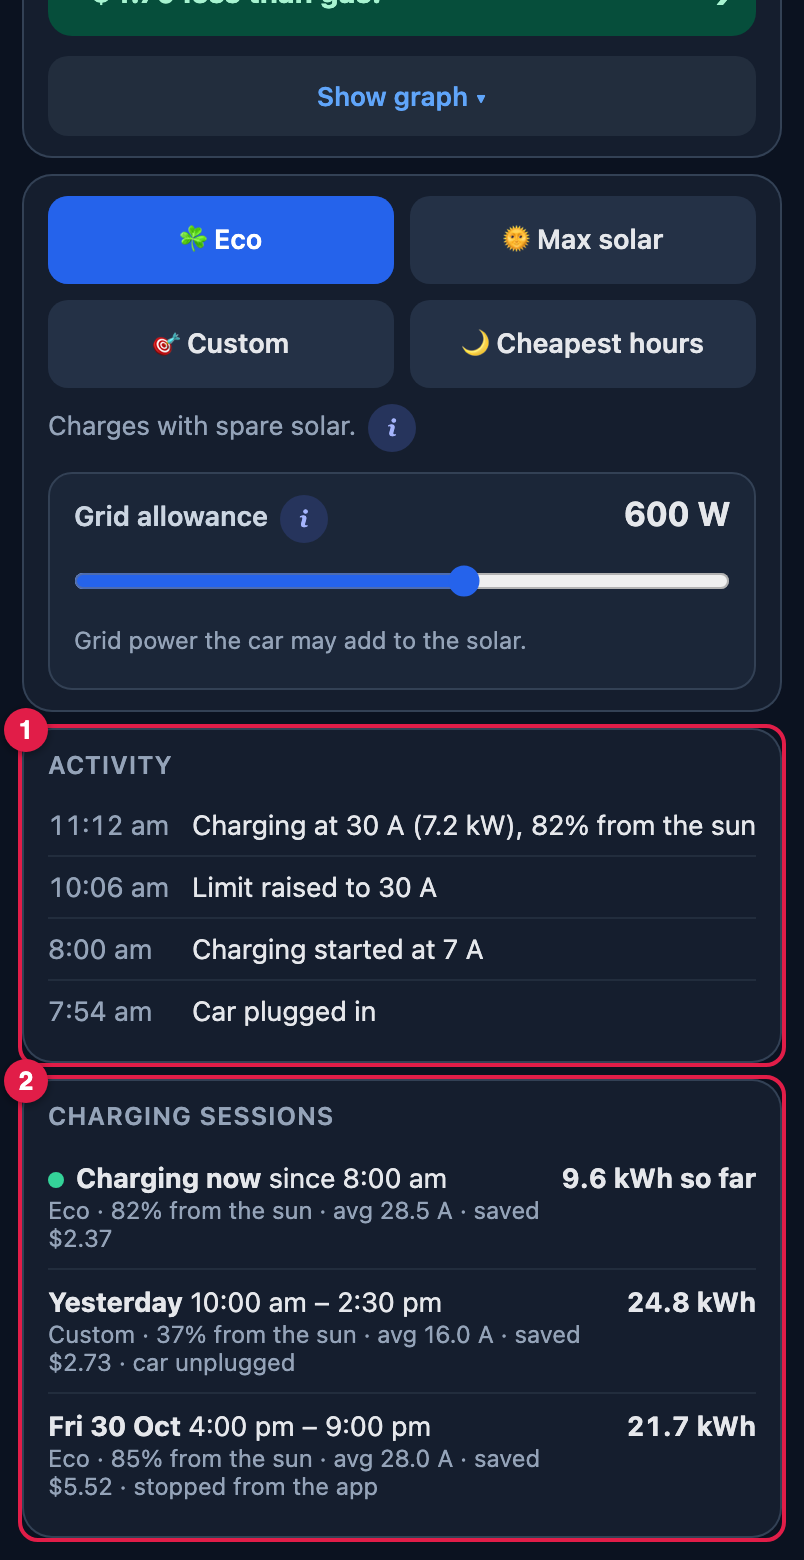 Show graph ▾
☘️ Eco
🌞 Max solar
🎯 Custom
🌙 Cheapest hours
Charges with spare solar. i
Grid allowance i 600 W
Grid power the car may add to the solar.
1
ACTIVITY
11:12 am Charging at 30 A (7.2 kW), 82% from the sun
10:06 am Limit raised to 30 A
8:00 am Charging started at 7 A
7:54 am Car plugged in
2
CHARGING SESSIONS
Charging now since 8:00 am 9.6 kWh so far
Eco · 82% from the sun · avg 28.5 A · saved
$2.37
Yesterday 10:00 am – 2:30 pm 24.8 kWh
Custom · 37% from the sun · avg 16.0 A · saved
$2.73 · car unplugged
Fri 30 Oct 4:00 pm – 9:00 pm 21.7 kWh
Eco · 85% from the sun · avg 28.0 A · saved
$5.52 · stopped from the app